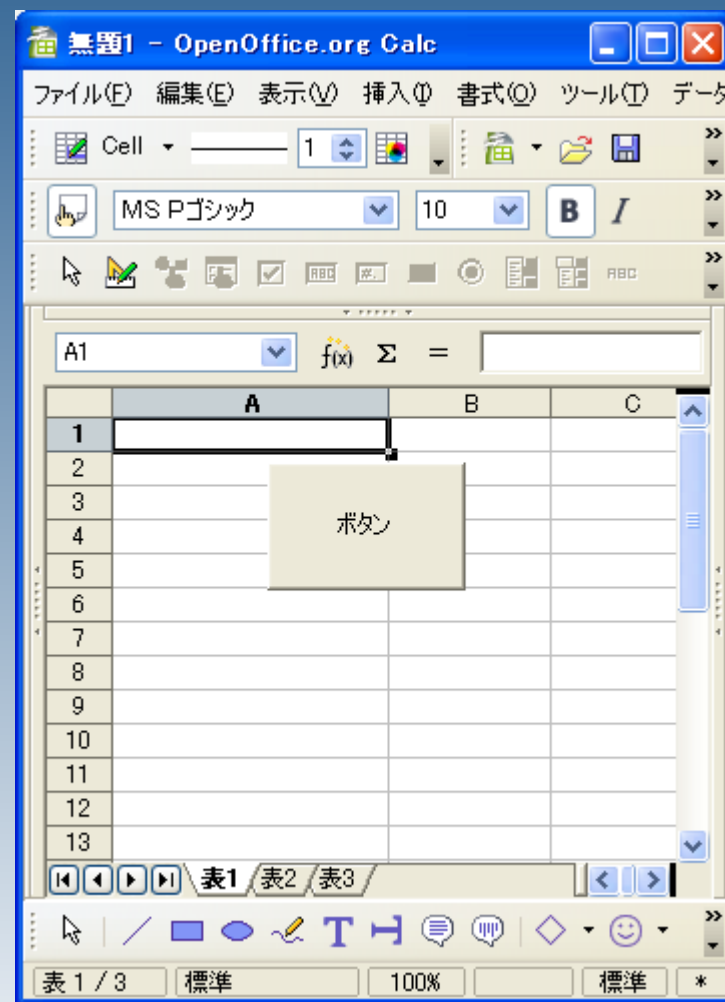 無題1 - OpenOffice.org Calc
ファイル(F) 編集(E) 表示(V) 挿入(I) 書式(O) ツール(T) データ
Cell 1
MS Pゴシック 10 B I
ABC #. ABC
A1 f(x) Σ =
A B C
1
2
3
ボタン
4
5
6
7
8
9
10
11
12
13
表1 表2 表3
T
表 1 / 3 標準 100% 標準 *